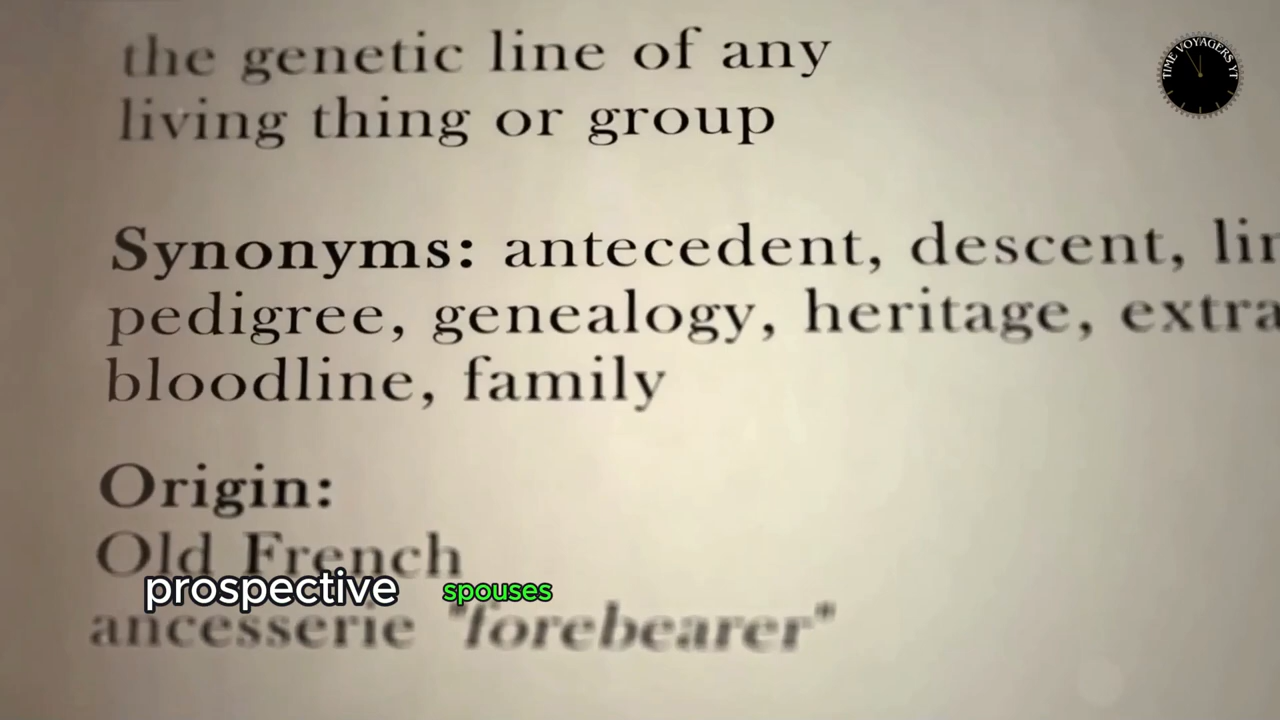 the genetic line of any
living thing or group
Synonyms: antecedent, descent,
pedigree, genealogy, heritage,
bloodline, family
Origin:
Old French
prospective spouses
ancesserie "forebearer"
TIME VOYAGERS YT